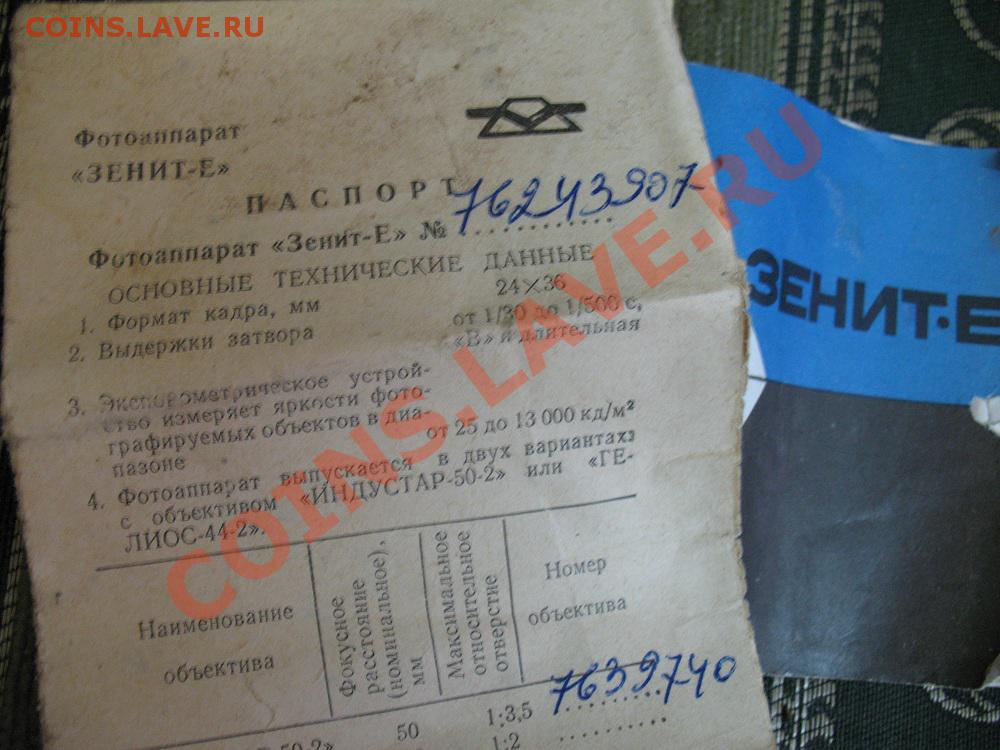 COINS.LAVE.RU
Фотоаппарат
«ЗЕНИТ-Е»
ПАСПОРТ
Фотоаппарат «Зенит-Е» № 76243907
ОСНОВНЫЕ ТЕХНИЧЕСКИЕ ДАННЫЕ
1. Формат кадра, мм 24×36
2. Выдержки затвора от 1/30 до 1/500 с,
«В» и длительная
3. Экспонометрическое устрой-
ство измеряет яркости фото-
графируемых объектов в диа-
пазоне от 25 до 13 000 кд/м²
4. Фотоаппарат выпускается в двух вариантах:
с объективом «ИНДУСТАР-50-2» или «ГЕ-
ЛИОС-44-2».
Наименование
объектива
Фокусное
расстояние
(номинальное),
мм
Максимальное
относительное
отверстие
Номер
объектива
50-2» 50 1:3,5 7639740
1:2
ЗЕНИТ·Е
COINS.LAVE.RU